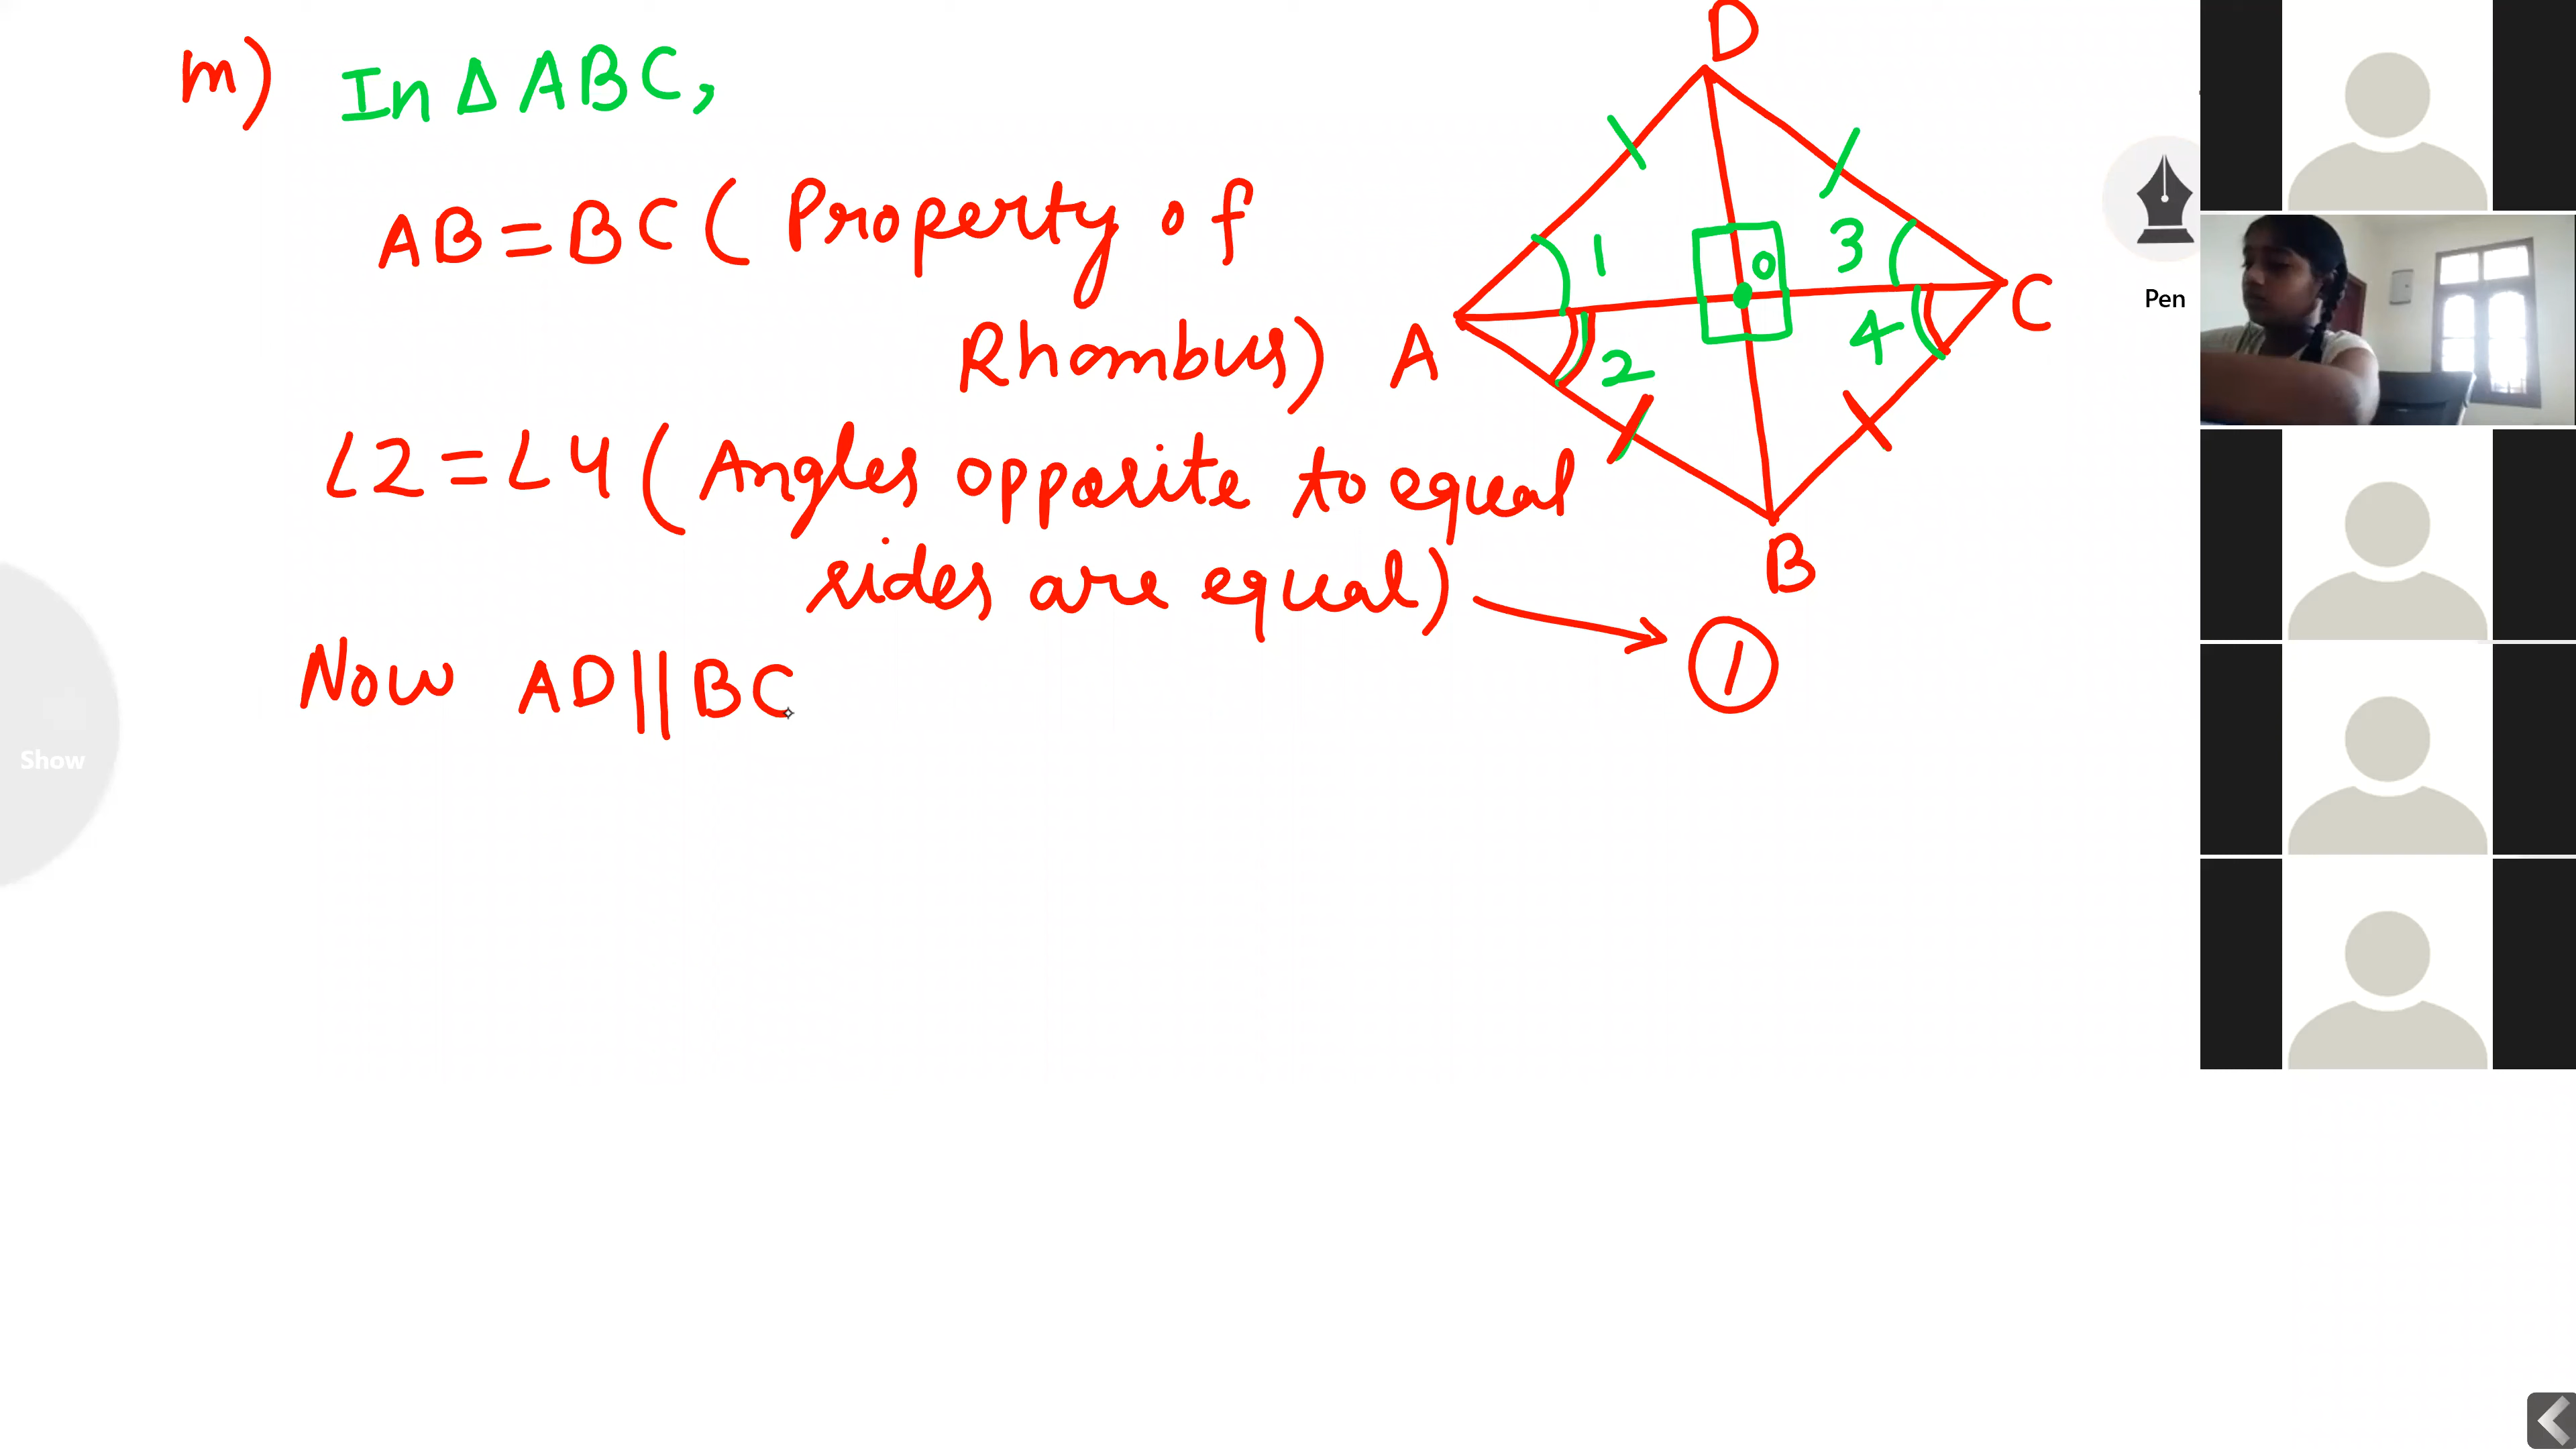 m) In Δ ABC,
AB = BC ( Property of
Rhombus)
∠2 = ∠4 ( Angles opposite to equal
sides are equal) → ①
Now AD || BC
D
1
3
O
C
A
2
4
B
Pen
Show